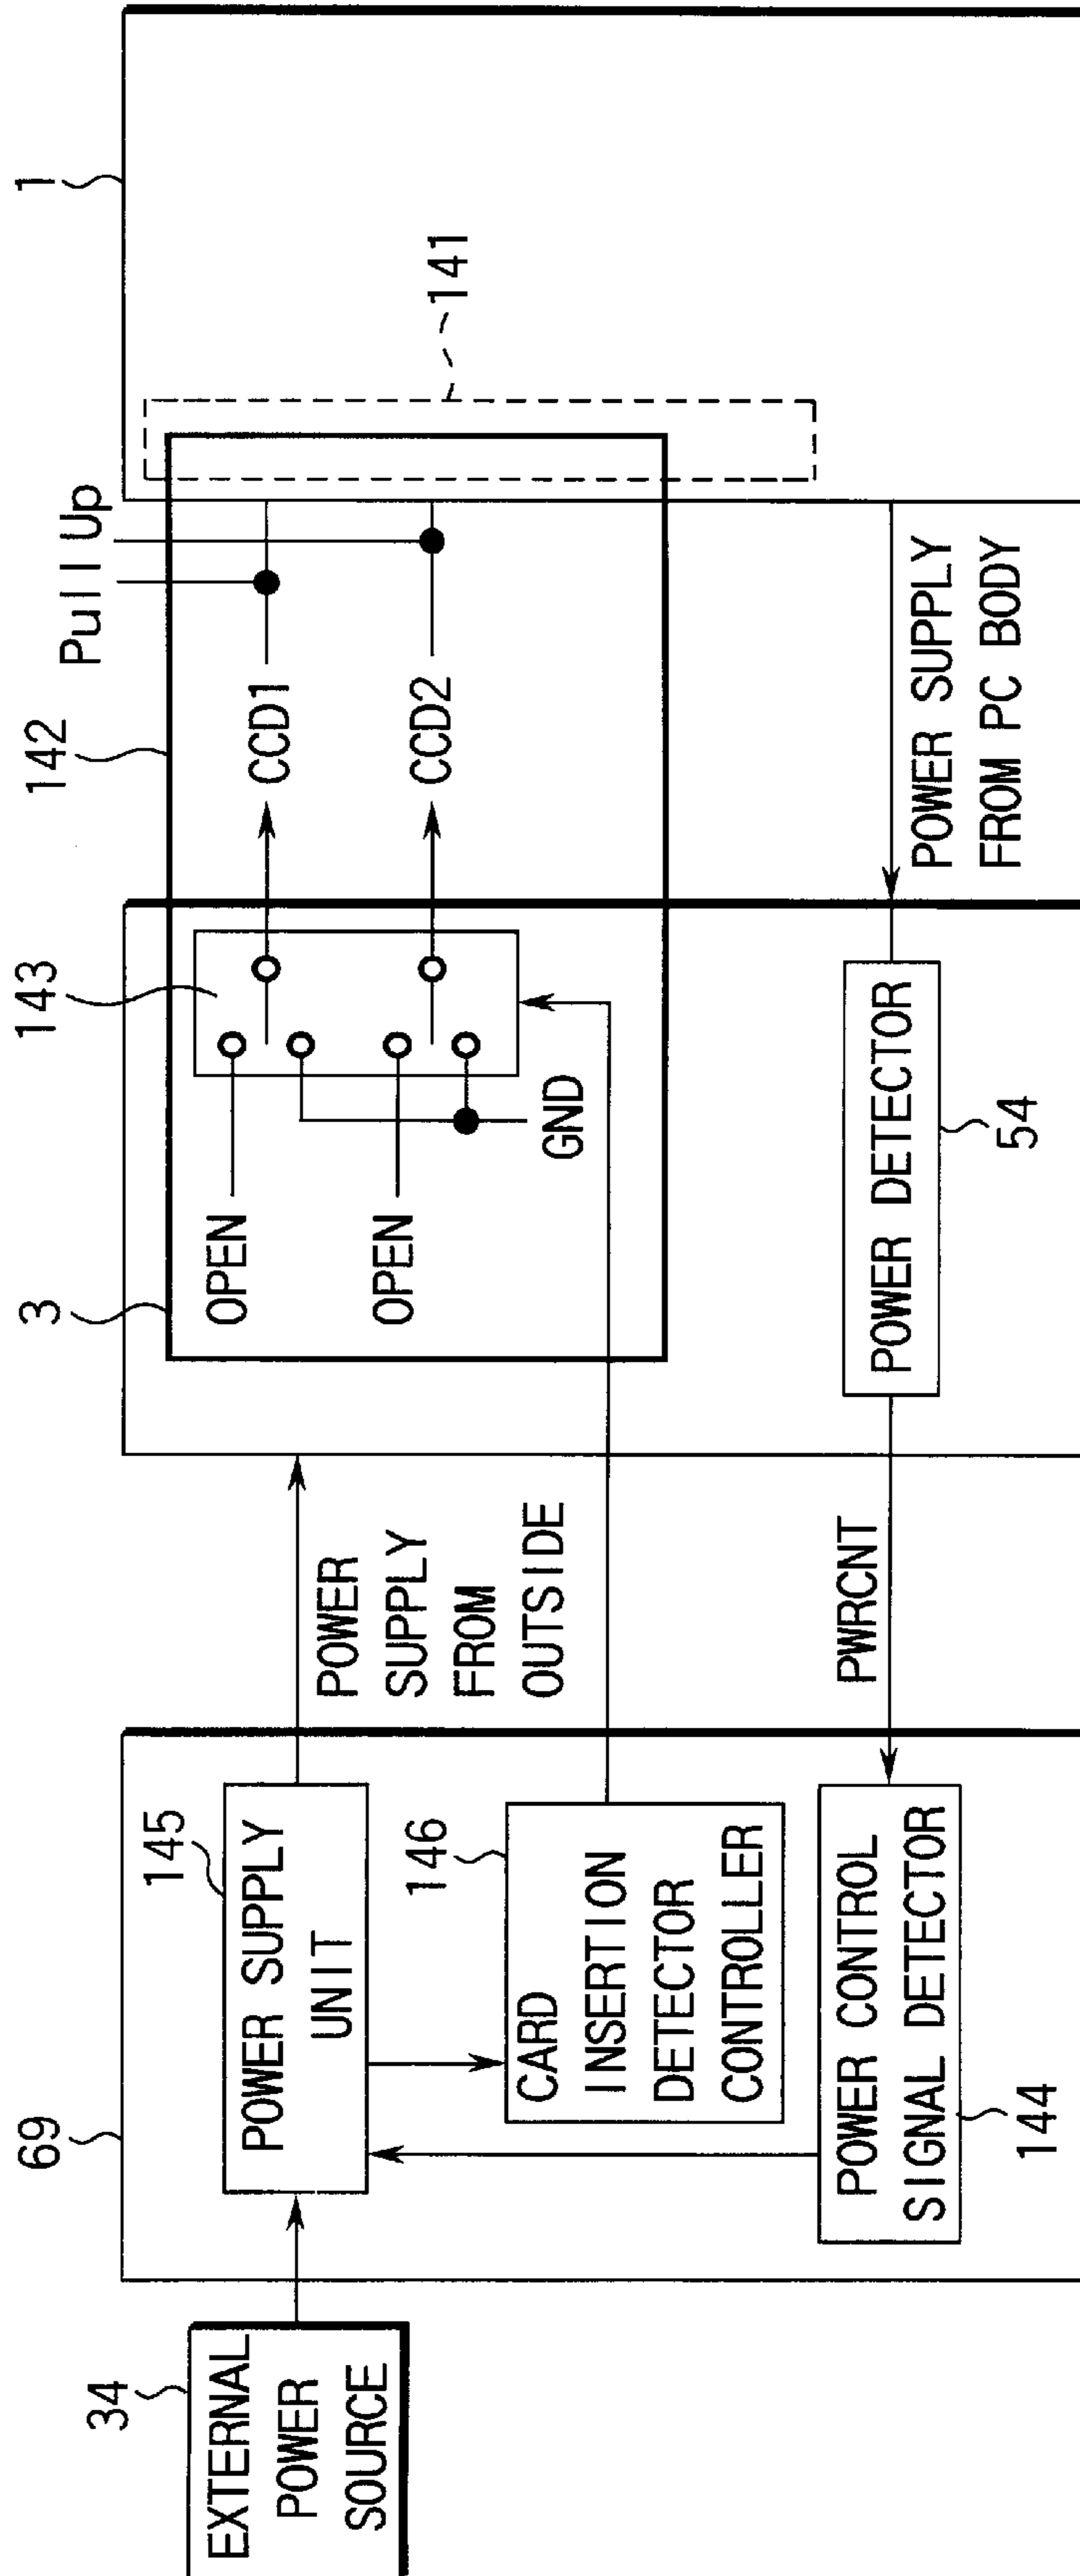 34
EXTERNAL
POWER
SOURCE
69
145
POWER SUPPLY
UNIT
146
CARD
INSERTION
DETECTOR
CONTROLLER
POWER CONTROL
SIGNAL DETECTOR
144
POWER
SUPPLY
FROM
OUTSIDE
PWRCNT
3
143
OPEN
OPEN
GND
POWER DETECTOR
54
142
Pull Up
CCD1
CCD2
POWER SUPPLY
FROM PC BODY
141
1